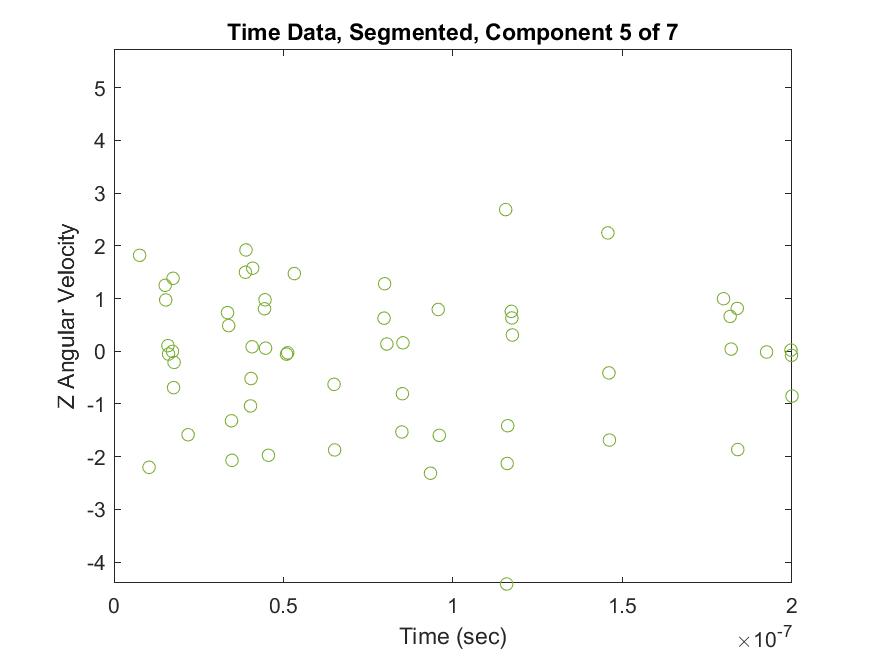 Time Data, Segmented, Component 5 of 7
5
4
3
2
1
0
-1
-2
-3
-4
Z Angular Velocity
0 0.5 1 1.5 2
Time (sec)
×10-7